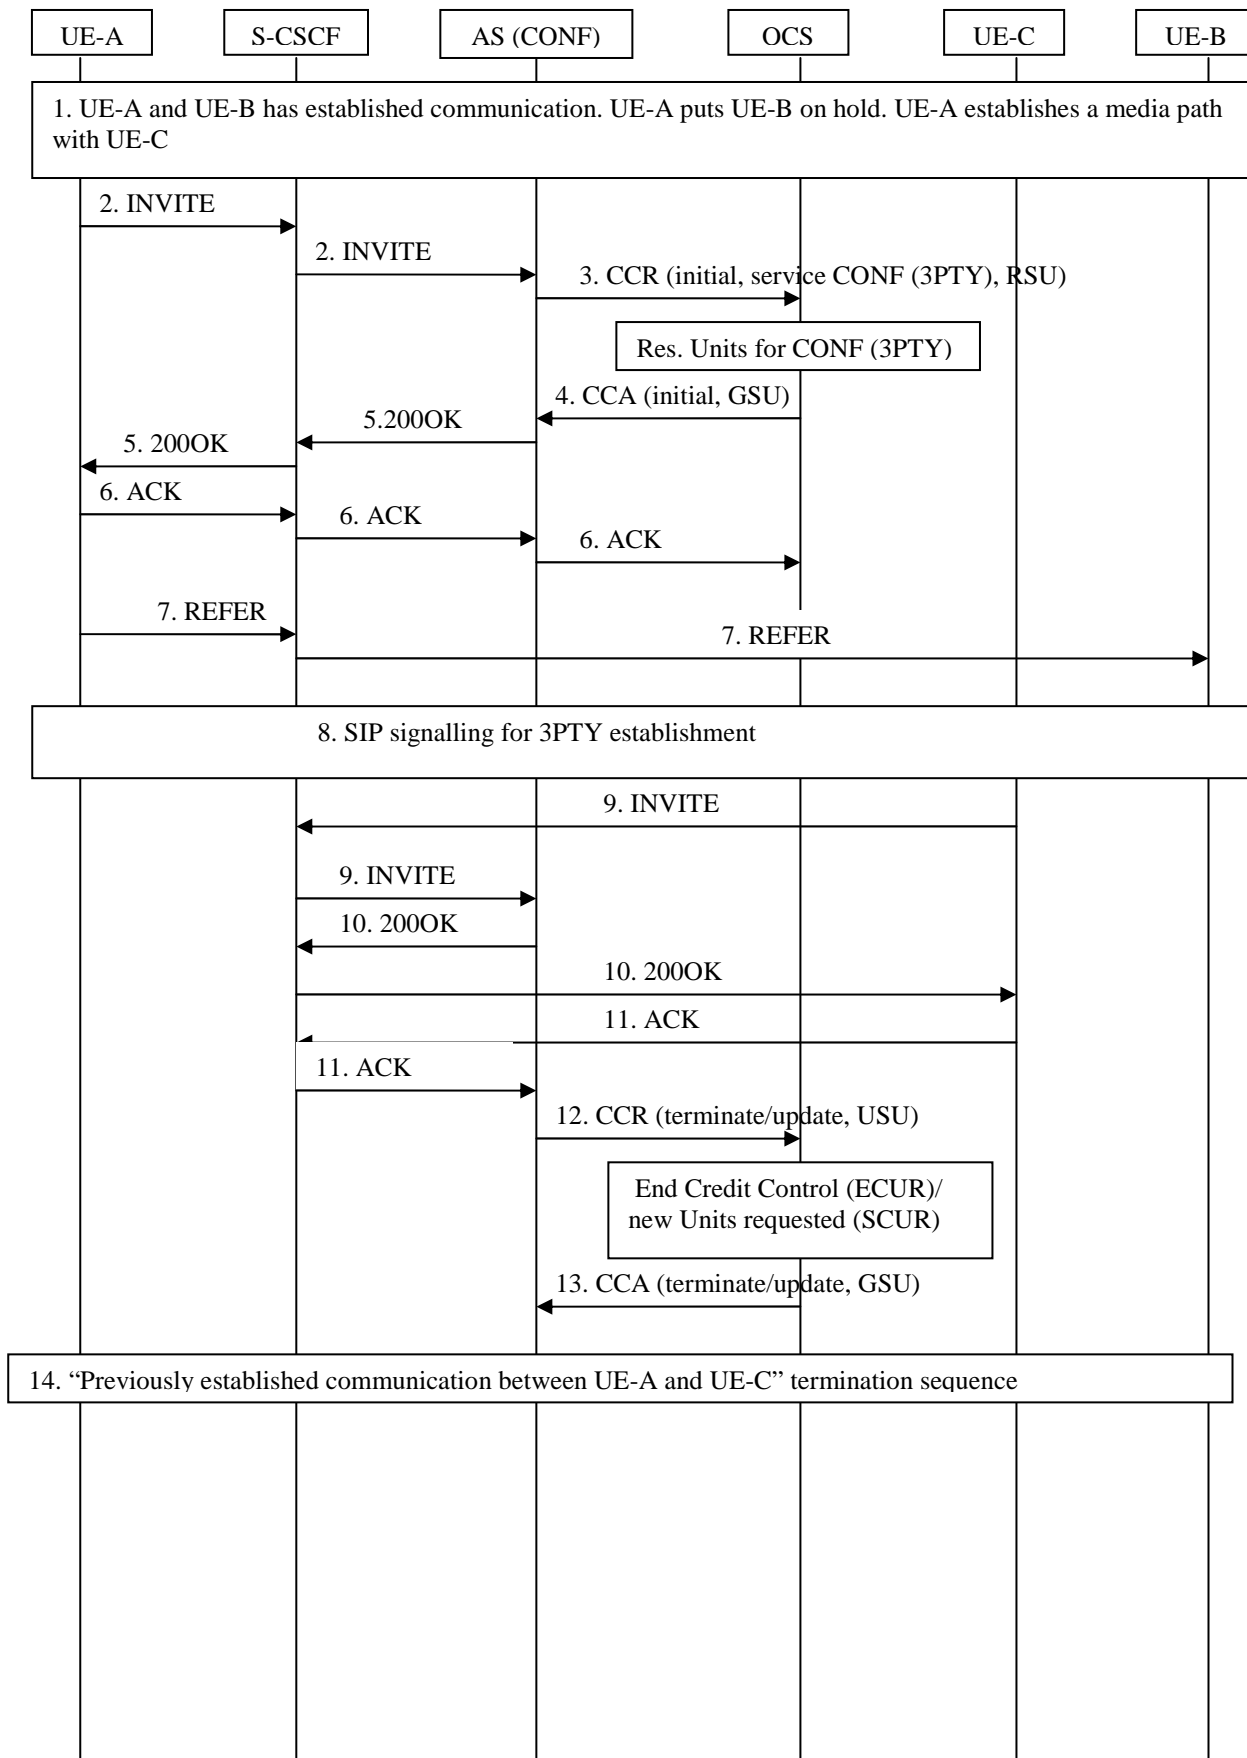 UE-A
S-CSCF
AS (CONF)
OCS
UE-C
UE-B
1. UE-A and UE-B has established communication. UE-A puts UE-B on hold. UE-A establishes a media path
with UE-C
2. INVITE
2. INVITE
3. CCR (initial, service CONF (3PTY), RSU)
Res. Units for CONF (3PTY)
4. CCA (initial, GSU)
5.200OK
5. 200OK
6. ACK
6. ACK
6. ACK
7. REFER
7. REFER
8. SIP signalling for 3PTY establishment
9. INVITE
9. INVITE
10. 200OK
10. 200OK
11. ACK
11. ACK
12. CCR (terminate/update, USU)
End Credit Control (ECUR)/
new Units requested (SCUR)
13. CCA (terminate/update, GSU)
14. “Previously established communication between UE-A and UE-C” termination sequence